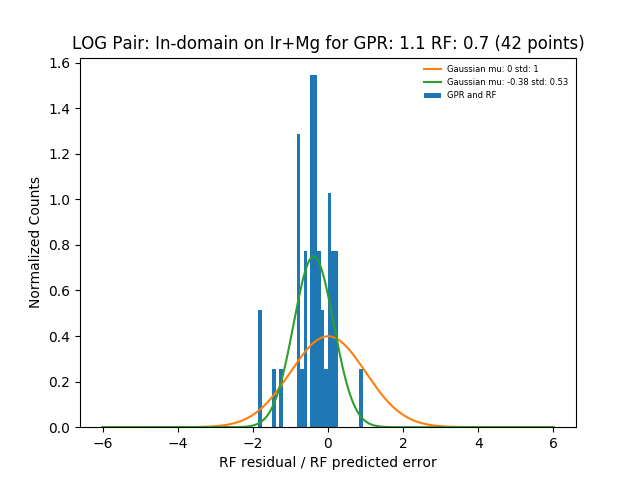 LOG Pair: In-domain on Ir+Mg for GPR: 1.1 RF: 0.7 (42 points)
Gaussian mu: 0 std: 1
Gaussian mu: -0.38 std: 0.53
GPR and RF
Normalized Counts
1.6
1.4
1.2
1.0
0.8
0.6
0.4
0.2
0.0
−6 −4 −2 0 2 4 6
RF residual / RF predicted error